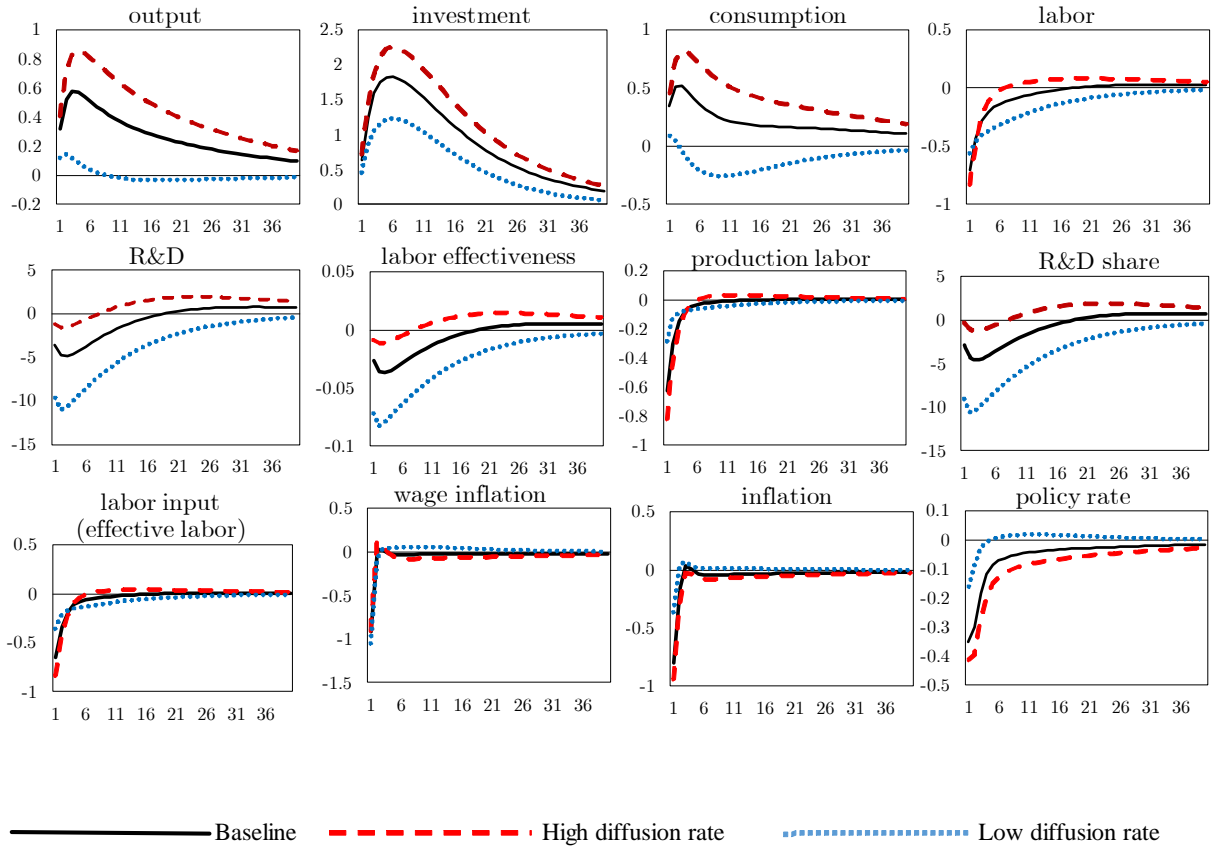 output
investment
consumption
labor
1
0.8
0.6
0.4
0.2
0
-0.2
1 6 11 16 21 26 31 36
2.5
2
1.5
1
0.5
0
1 6 11 16 21 26 31 36
1
0.5
0
-0.5
1 6 11 16 21 26 31 36
0.5
0
-0.5
-1
1 6 11 16 21 26 31 36
R&D
labor effectiveness
production labor
R&D share
5
0
-5
-10
-15
1 6 11 16 21 26 31 36
0.05
0
-0.05
-0.1
1 6 11 16 21 26 31 36
0.2
0
-0.2
-0.4
-0.6
-0.8
-1
1 6 11 16 21 26 31 36
5
0
-5
-10
-15
1 6 11 16 21 26 31 36
labor input
(effective labor)
wage inflation
inflation
policy rate
0.5
0
-0.5
-1
1 6 11 16 21 26 31 36
0.5
0
-0.5
-1
-1.5
1 6 11 16 21 26 31 36
0.5
0
-0.5
-1
1 6 11 16 21 26 31 36
0.1
0
-0.1
-0.2
-0.3
-0.4
-0.5
1 6 11 16 21 26 31 36
Baseline
High diffusion rate
Low diffusion rate